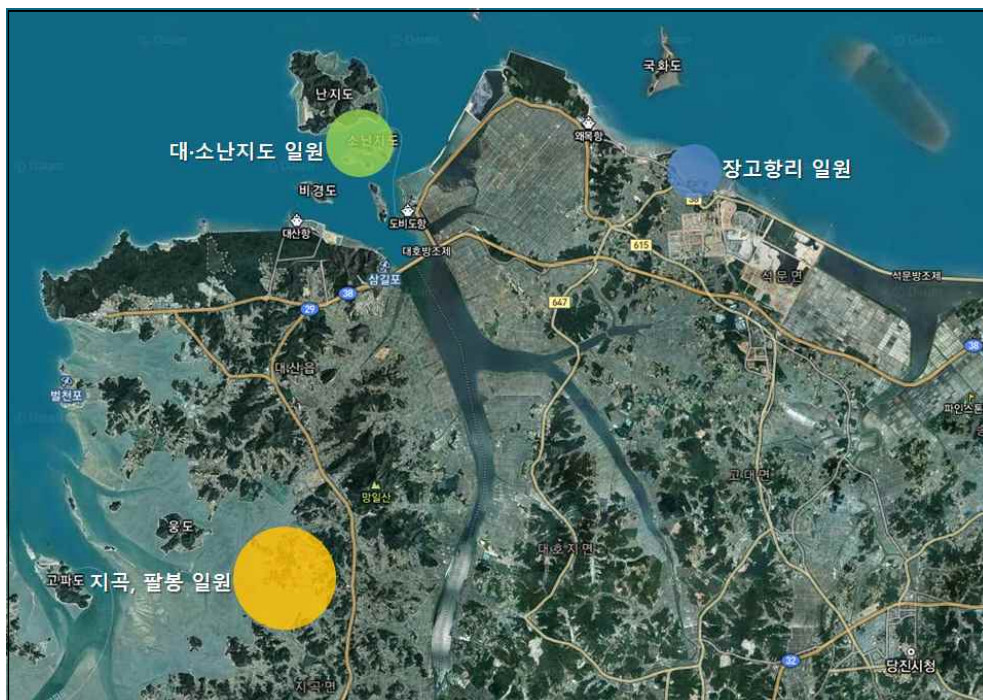 국화도
난지도
왜목항
소난지도
대·소난지도 일원
장고항리 일원
비경도
38
도비도항
대산항
대호방조제
615
석문면
석문방조제
삼길포
38
647
29
38
대산읍
벌천포
파인스톤
고대면
망일산
웅도
대호지면
고파도
지곡, 팔봉 일원
32
당진시청
지곡면